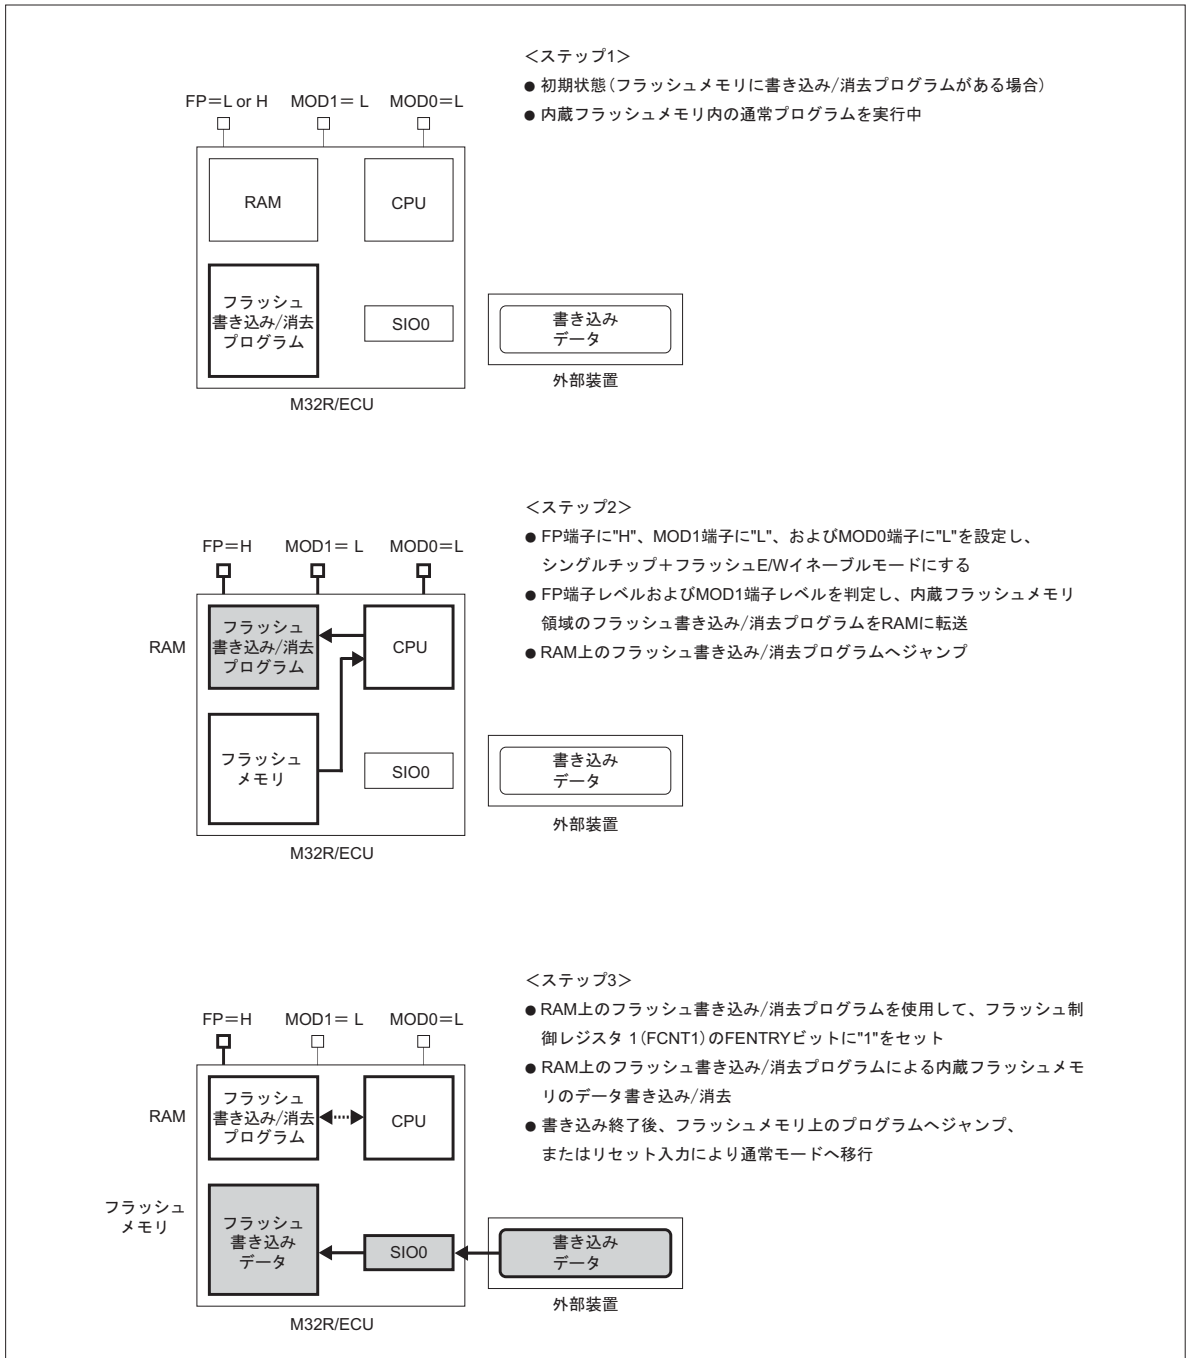 ＜ステップ1＞
● 初期状態（フラッシュメモリに書き込み/消去プログラムがある場合）
● 内蔵フラッシュメモリ内の通常プログラムを実行中
FP＝L or H MOD1＝ L MOD0＝L
RAM
CPU
フラッシュ
書き込み/消去
プログラム
SIO0
書き込み
データ
外部装置
M32R/ECU
＜ステップ2＞
● FP端子に"H"、MOD1端子に"L"、およびMOD0端子に"L"を設定し、
シングルチップ＋フラッシュE/Wイネーブルモードにする
● FP端子レベルおよびMOD1端子レベルを判定し、内蔵フラッシュメモリ
領域のフラッシュ書き込み/消去プログラムをRAMに転送
● RAM上のフラッシュ書き込み/消去プログラムへジャンプ
FP＝H MOD1＝ L MOD0＝L
RAM
フラッシュ
書き込み/消去
プログラム
CPU
フラッシュ
メモリ
SIO0
書き込み
データ
外部装置
M32R/ECU
＜ステップ3＞
● RAM上のフラッシュ書き込み/消去プログラムを使用して、フラッシュ制
御レジスタ 1（FCNT1）のFENTRYビットに"1"をセット
● RAM上のフラッシュ書き込み/消去プログラムによる内蔵フラッシュメモ
リのデータ書き込み/消去
● 書き込み終了後、フラッシュメモリ上のプログラムへジャンプ、
またはリセット入力により通常モードへ移行
FP＝H MOD1＝ L MOD0＝L
RAM
フラッシュ
書き込み/消去
プログラム
CPU
フラッシュ
メモリ
フラッシュ
書き込み
データ
SIO0
書き込み
データ
外部装置
M32R/ECU